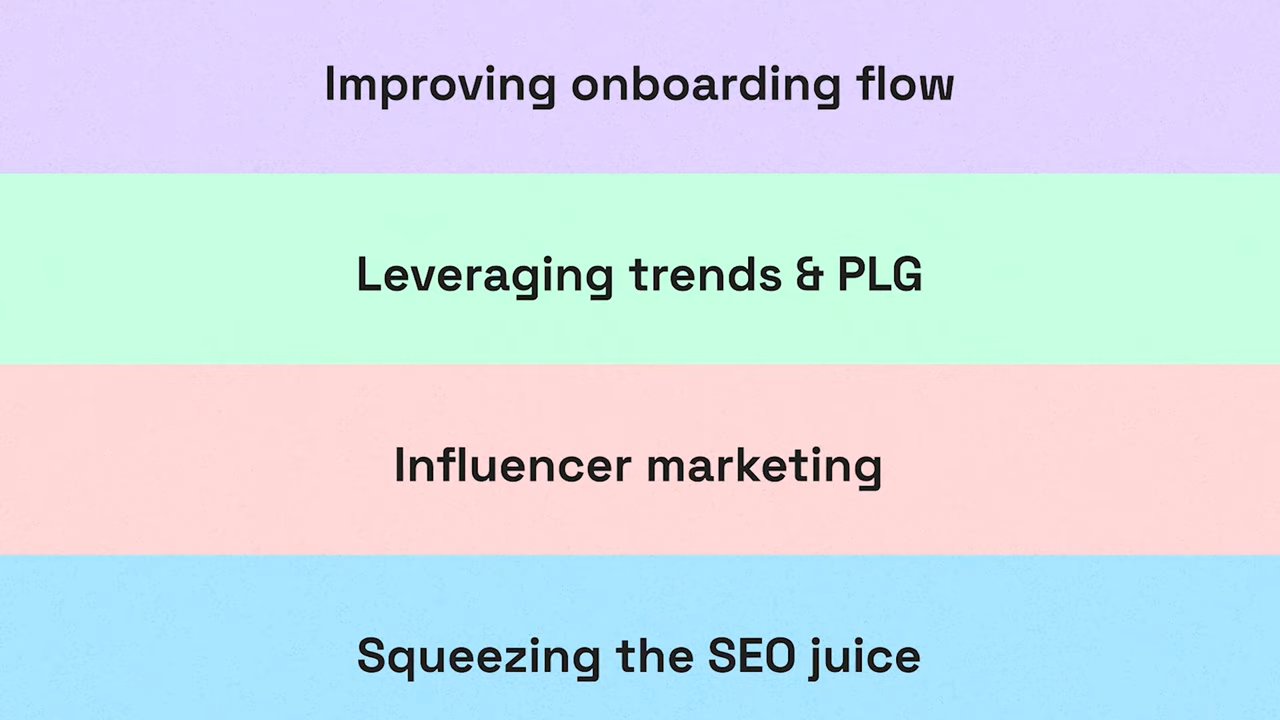 Improving onboarding flow
Leveraging trends & PLG
Influencer marketing
Squeezing the SEO juice